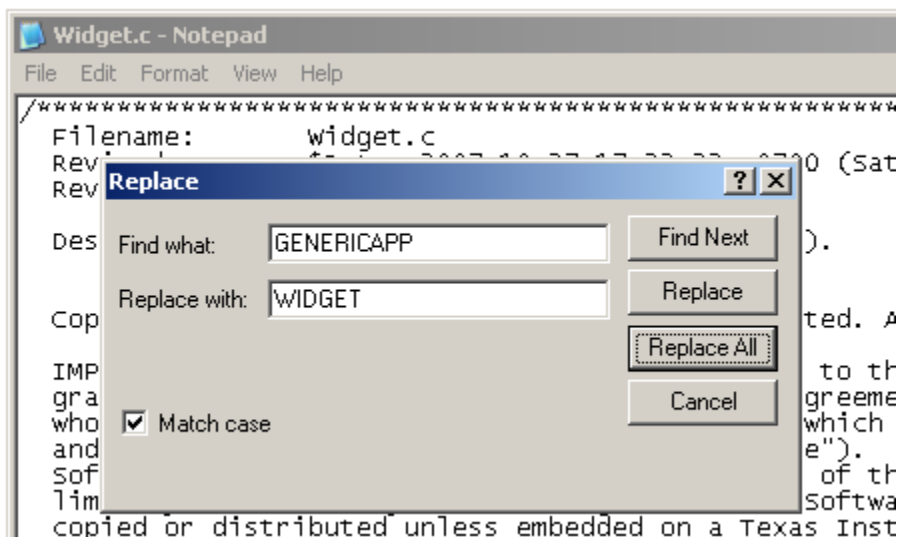 Widget.c - Notepad
File Edit Format View Help
/******************************************************
Filename: widget.c
Rev 0 (Sat
Rev
Replace
Des ).
Find what: GENERICAPP Find Next
Replace with: WIDGET Replace
Cop ted. A
Replace All
IMP to th
gra greeme
Cancel
who which
Match case
and e").
Sof of th
lim Softwa
copied or distributed unless embedded on a Texas Inst